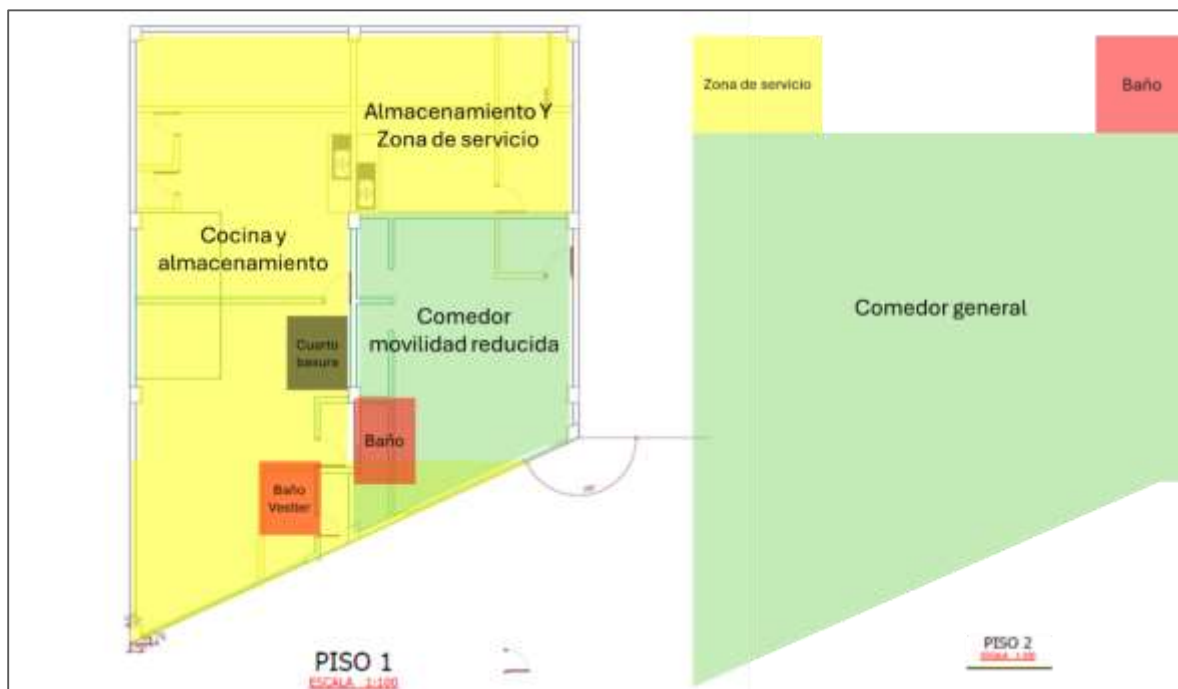 Almacenamiento Y
Zona de servicio
Cocina y
almacenamiento
Cuarto
basura
Comedor
movilidad reducida
Baño
Baño
Vestier
PISO 1
ESCALA 1:100
Zona de servicio
Baño
Comedor general
PISO 2